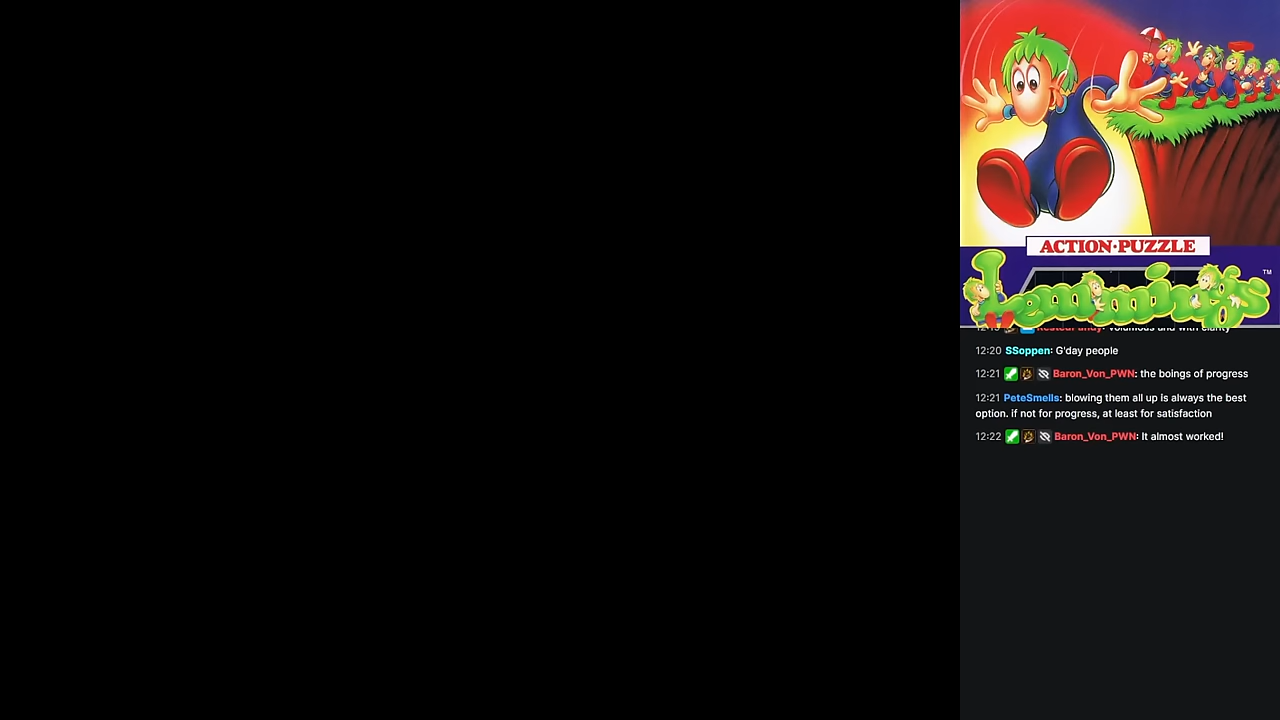 ACTION·PUZZLE
Lemmings
TM
12:20 SSoppen: G'day people
12:21 Baron_Von_PWN: the boings of progress
12:21 PeteSmells: blowing them all up is always the best
option. if not for progress, at least for satisfaction
12:22 Baron_Von_PWN: It almost worked!